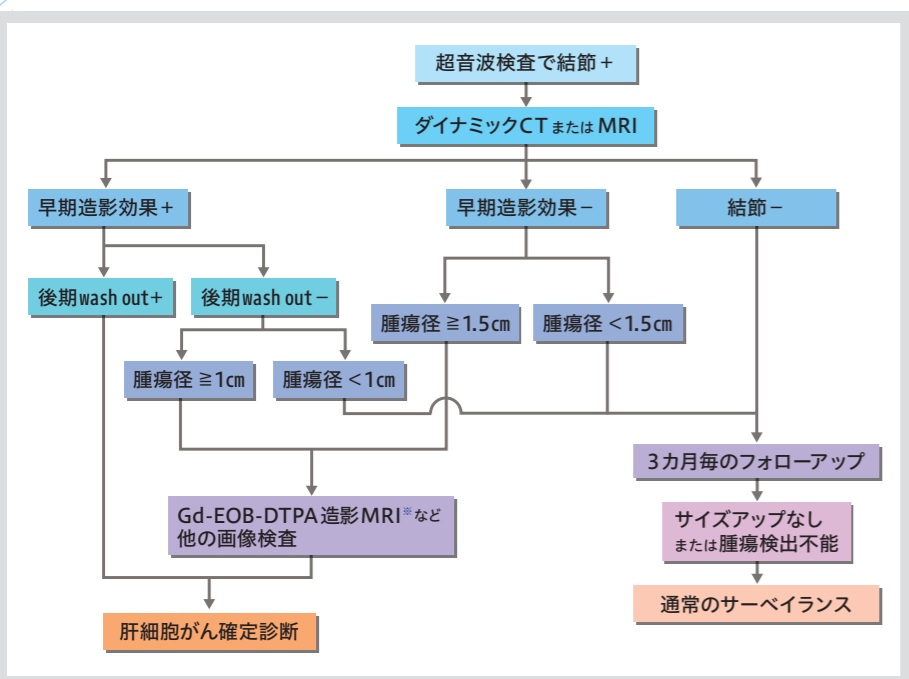 超音波検査で結節＋
ダイナミックCTまたはMRI
早期造影効果＋
早期造影効果－
結節－
後期wash out＋
後期wash out－
腫瘍径 ≧1.5㎝
腫瘍径 ＜1.5㎝
腫瘍径 ≧1㎝
腫瘍径 ＜1㎝
3カ月毎のフォローアップ
Gd-EOB-DTPA造影MRI※など
他の画像検査
サイズアップなし
または腫瘍検出不能
通常のサーベイランス
肝細胞がん確定診断